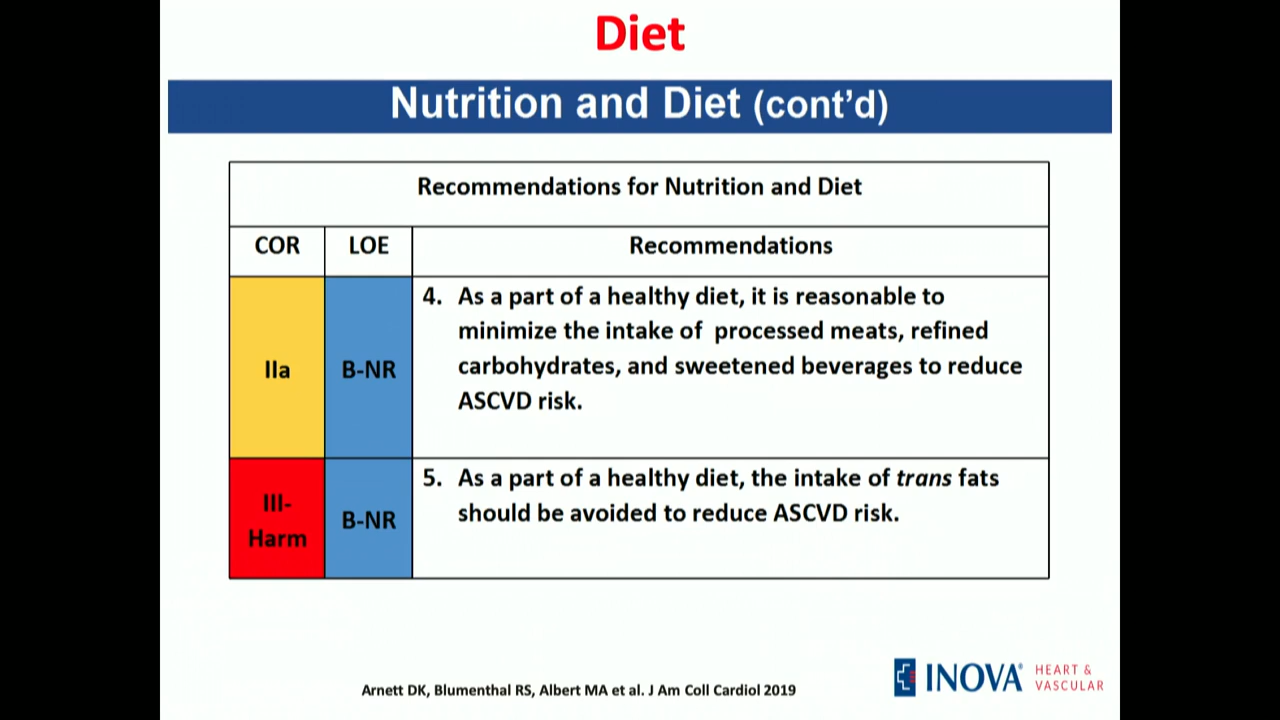 Diet
Nutrition and Diet (cont’d)
Recommendations for Nutrition and Diet
COR LOE Recommendations
IIa B-NR 4. As a part of a healthy diet, it is reasonable to
minimize the intake of processed meats, refined
carbohydrates, and sweetened beverages to reduce
ASCVD risk.
III-
Harm B-NR 5. As a part of a healthy diet, the intake of trans fats
should be avoided to reduce ASCVD risk.
Arnett DK, Blumenthal RS, Albert MA et al. J Am Coll Cardiol 2019
INOVA® HEART &
VASCULAR